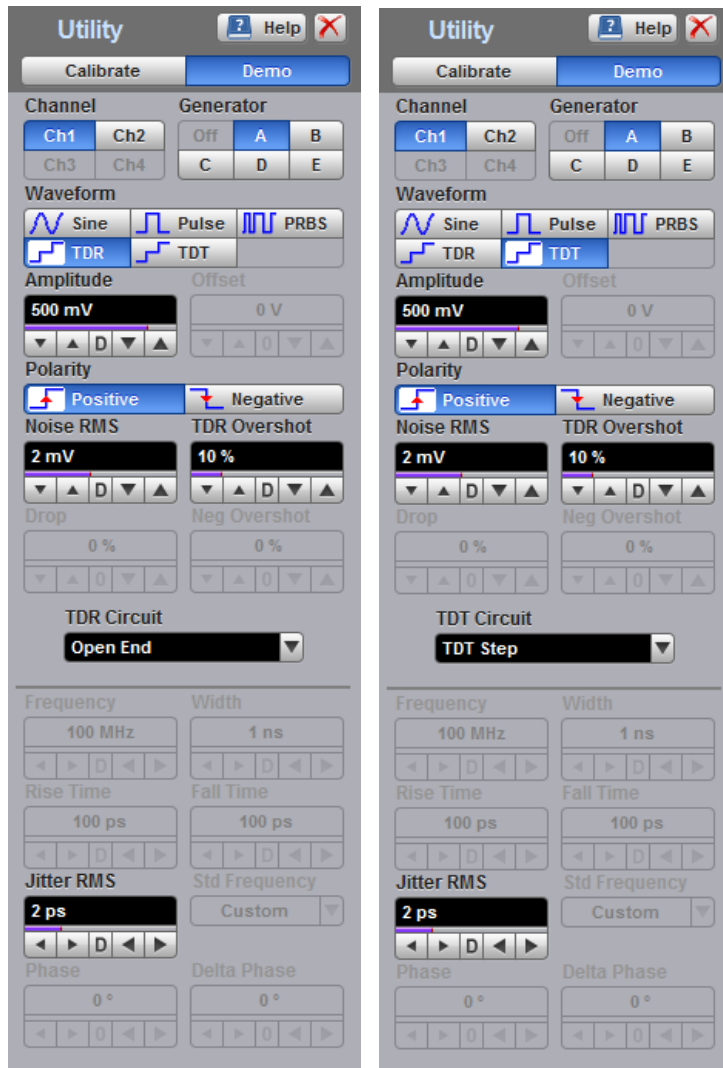 Utility ? Help
Calibrate Demo
Channel Generator
Ch1 Ch2 Off A B
Ch3 Ch4 C D E
Waveform
Sine Pulse PRBS
TDR TDT
Amplitude Offset
500 mV 0 V
D 0
Polarity
Positive Negative
Noise RMS TDR Overshot
2 mV 10 %
D D
Drop Neg Overshot
0 % 0 %
0 0
TDR Circuit
Open End
Frequency Width
100 MHz 1 ns
D D
Rise Time Fall Time
100 ps 100 ps
D D
Jitter RMS Std Frequency
2 ps Custom
D
Phase Delta Phase
0 ° 0 °
0 0
Utility ? Help
Calibrate Demo
Channel Generator
Ch1 Ch2 Off A B
Ch3 Ch4 C D E
Waveform
Sine Pulse PRBS
TDR TDT
Amplitude Offset
500 mV 0 V
D 0
Polarity
Positive Negative
Noise RMS TDR Overshot
2 mV 10 %
D D
Drop Neg Overshot
0 % 0 %
0 0
TDT Circuit
TDT Step
Frequency Width
100 MHz 1 ns
D D
Rise Time Fall Time
100 ps 100 ps
D D
Jitter RMS Std Frequency
2 ps Custom
D
Phase Delta Phase
0 ° 0 °
0 0